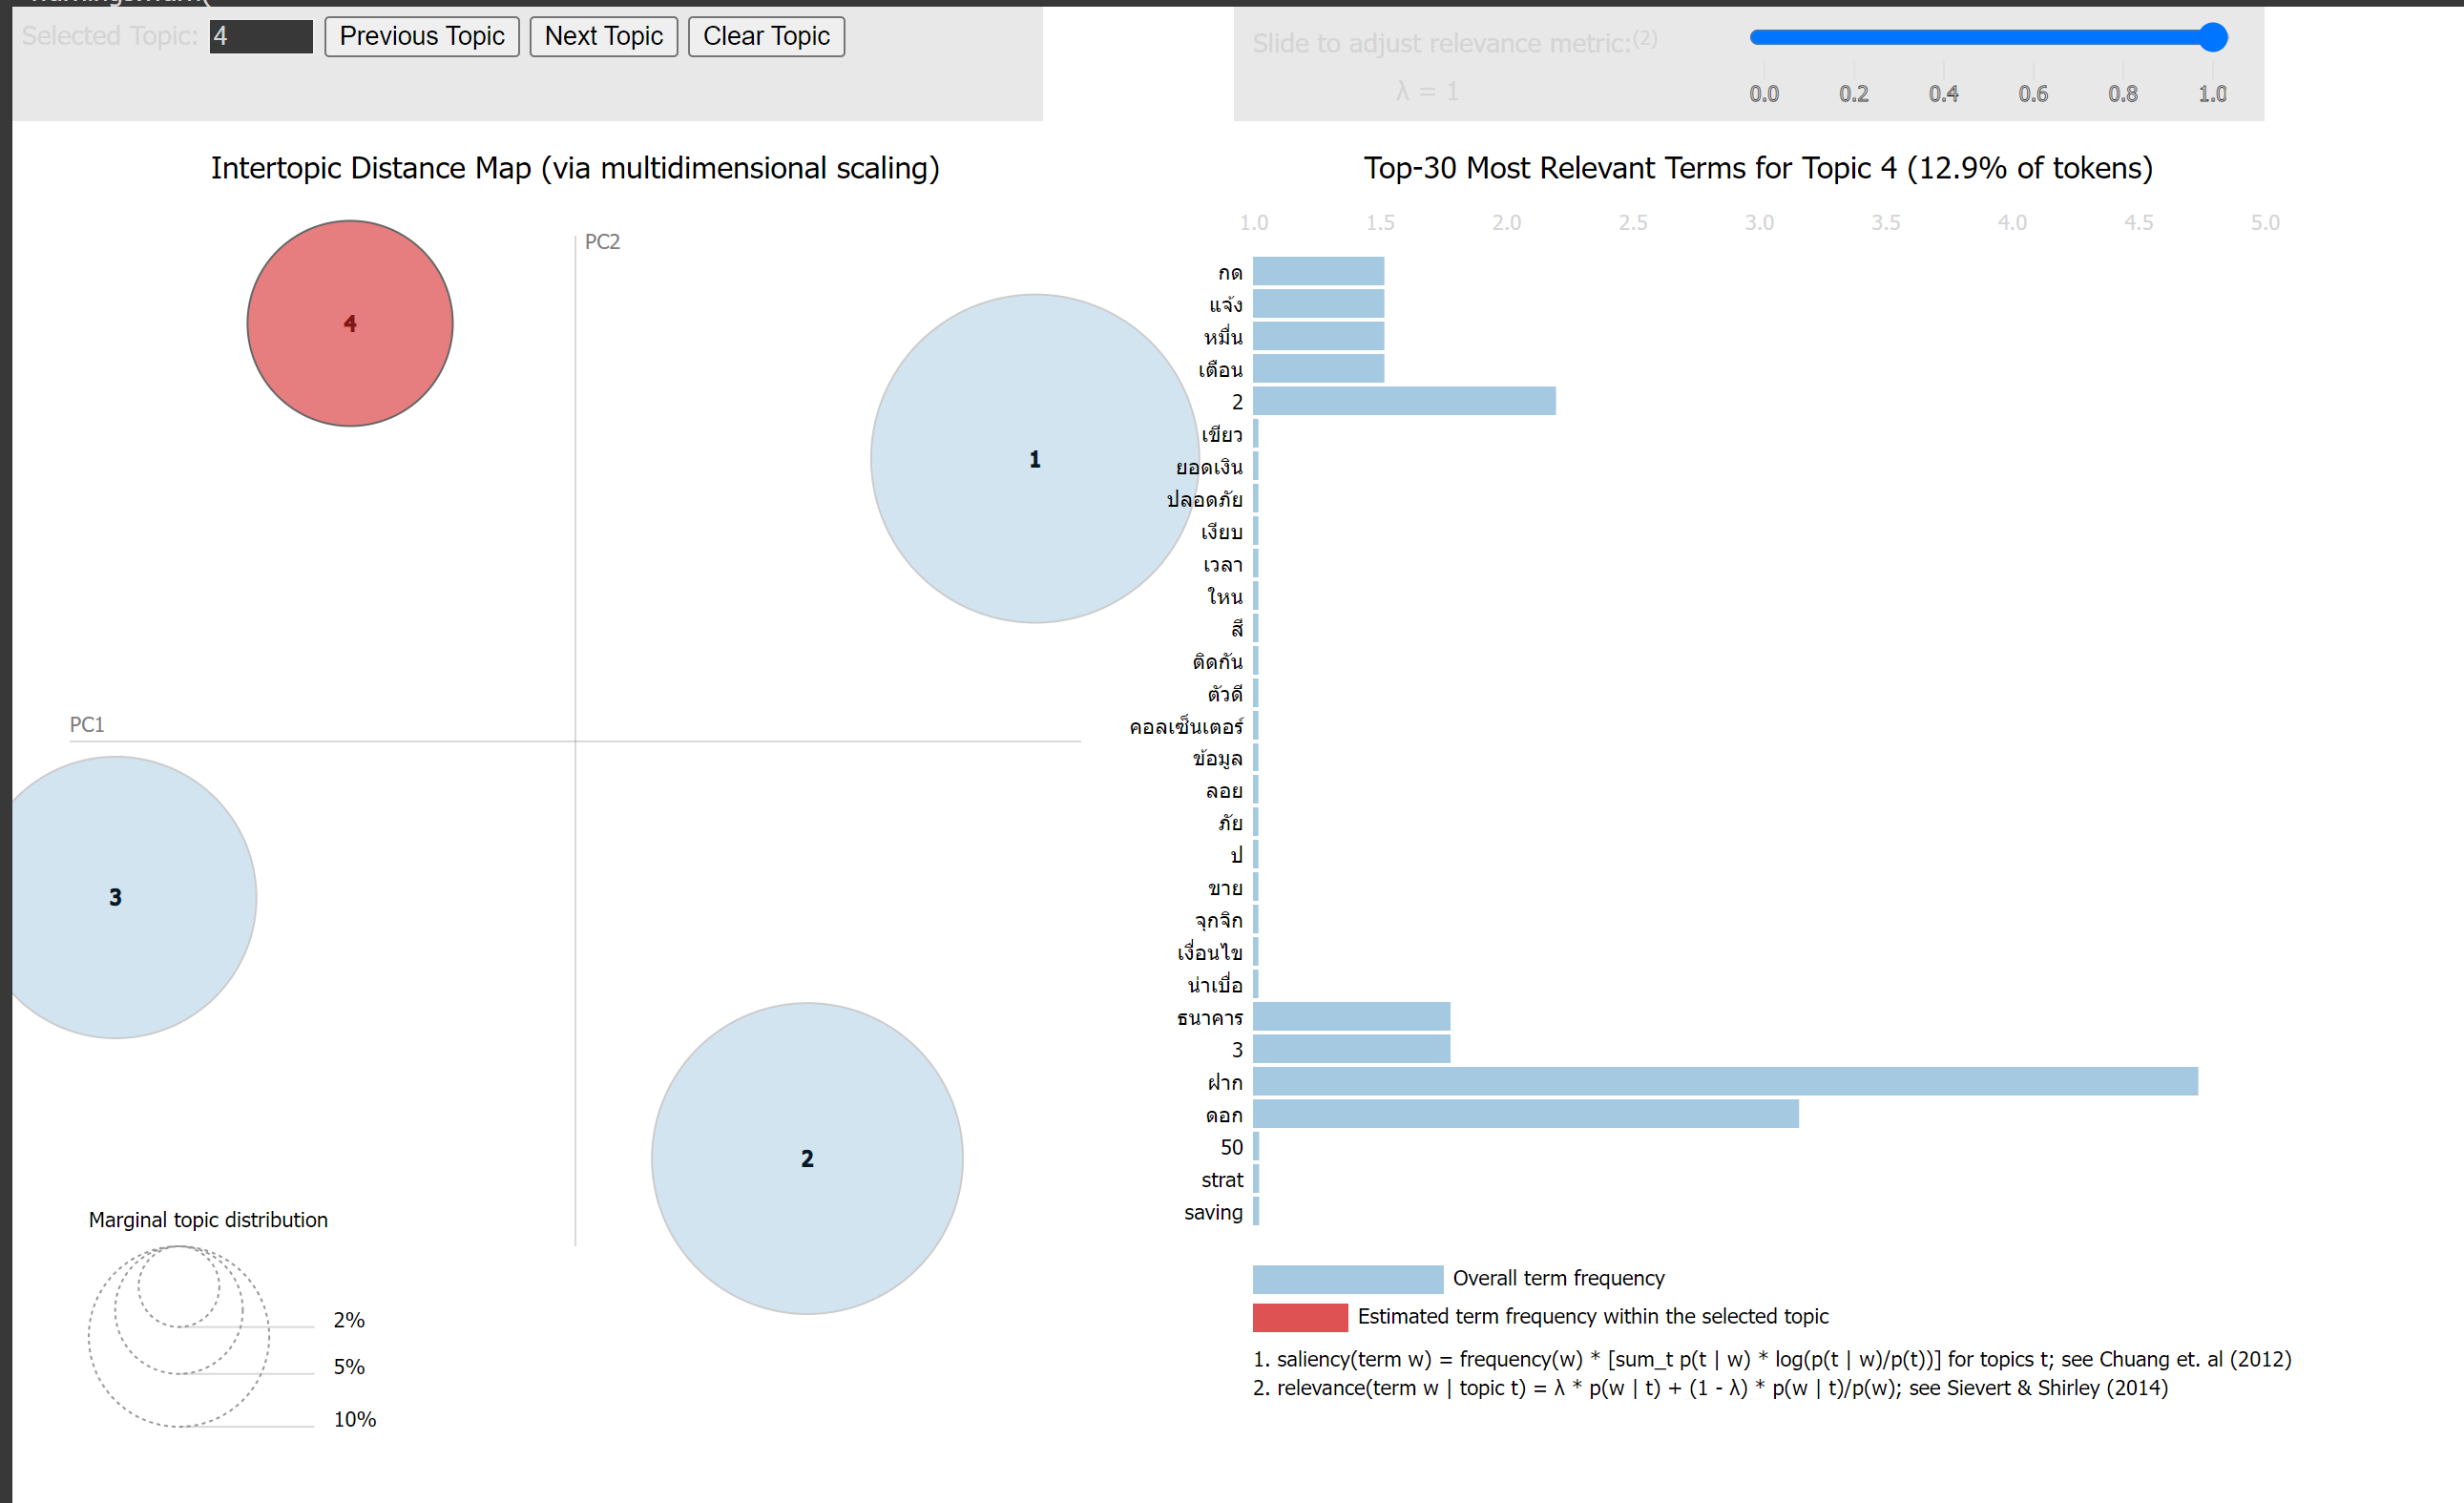 Selected Topic: 4 Previous Topic Next Topic Clear Topic
Slide to adjust relevance metric:(2)
λ = 1
0.0 0.2 0.4 0.6 0.8 1.0
Intertopic Distance Map (via multidimensional scaling)
PC2
PC1
4
1
3
2
Marginal topic distribution
2%
5%
10%
Top-30 Most Relevant Terms for Topic 4 (12.9% of tokens)
1.0 1.5 2.0 2.5 3.0 3.5 4.0 4.5 5.0
กด
แจ้ง
หมื่น
เตือน
2
เขียว
ยอดเงิน
ปลอดภัย
เงียบ
เวลา
ใหน
สี
ติดกัน
ตัวดี
คอลเซ็นเตอร์
ข้อมูล
ลอย
ภัย
ป
ขาย
จุกจิก
เงื่อนไข
น่าเบื่อ
ธนาคาร
3
ฝาก
ดอก
50
strat
saving
Overall term frequency
Estimated term frequency within the selected topic
1. saliency(term w) = frequency(w) * [sum_t p(t | w) * log(p(t | w)/p(t))] for topics t; see Chuang et. al (2012)
2. relevance(term w | topic t) = λ * p(w | t) + (1 - λ) * p(w | t)/p(w); see Sievert & Shirley (2014)